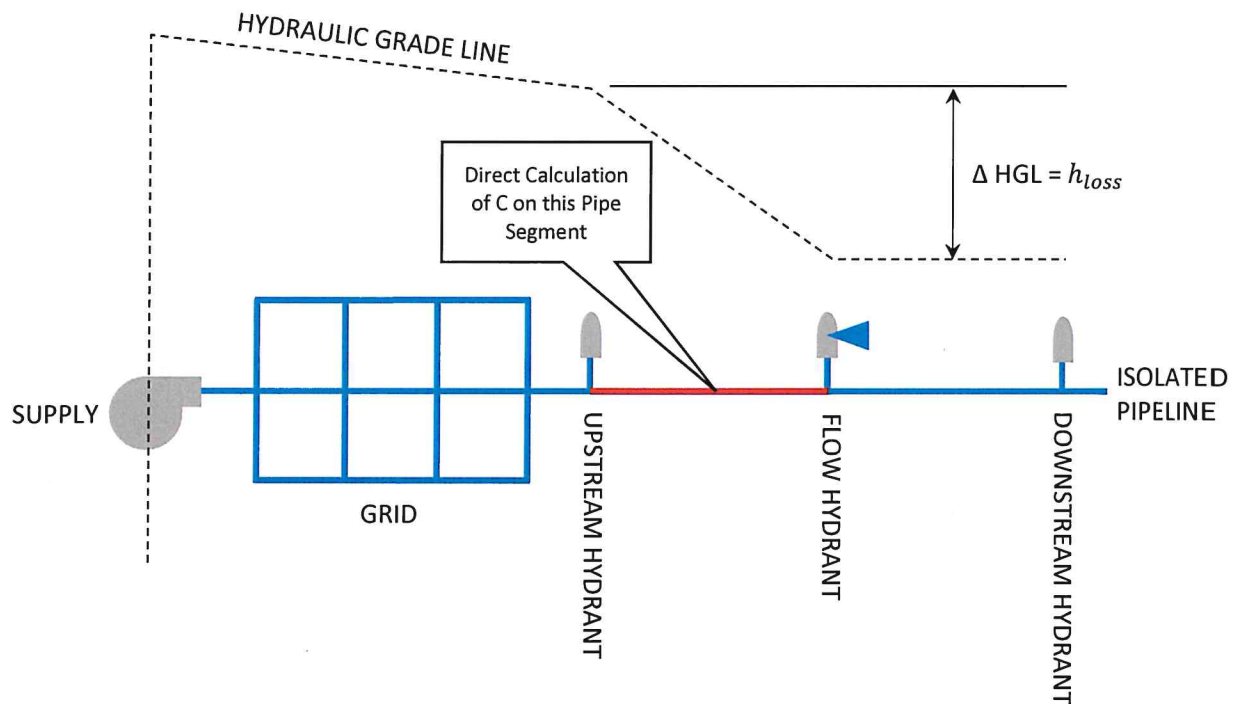 HYDRAULIC GRADE LINE
Direct Calculation
of C on this Pipe
Segment
Δ HGL = h_loss
SUPPLY
GRID
UPSTREAM HYDRANT
FLOW HYDRANT
DOWNSTREAM HYDRANT
ISOLATED
PIPELINE